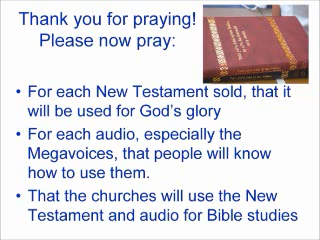 Thank you for praying!
Please now pray:
• For each New Testament sold, that it
will be used for God's glory
• For each audio, especially the
Megavoices, that people will know
how to use them.
• That the churches will use the New
Testament and audio for Bible studies